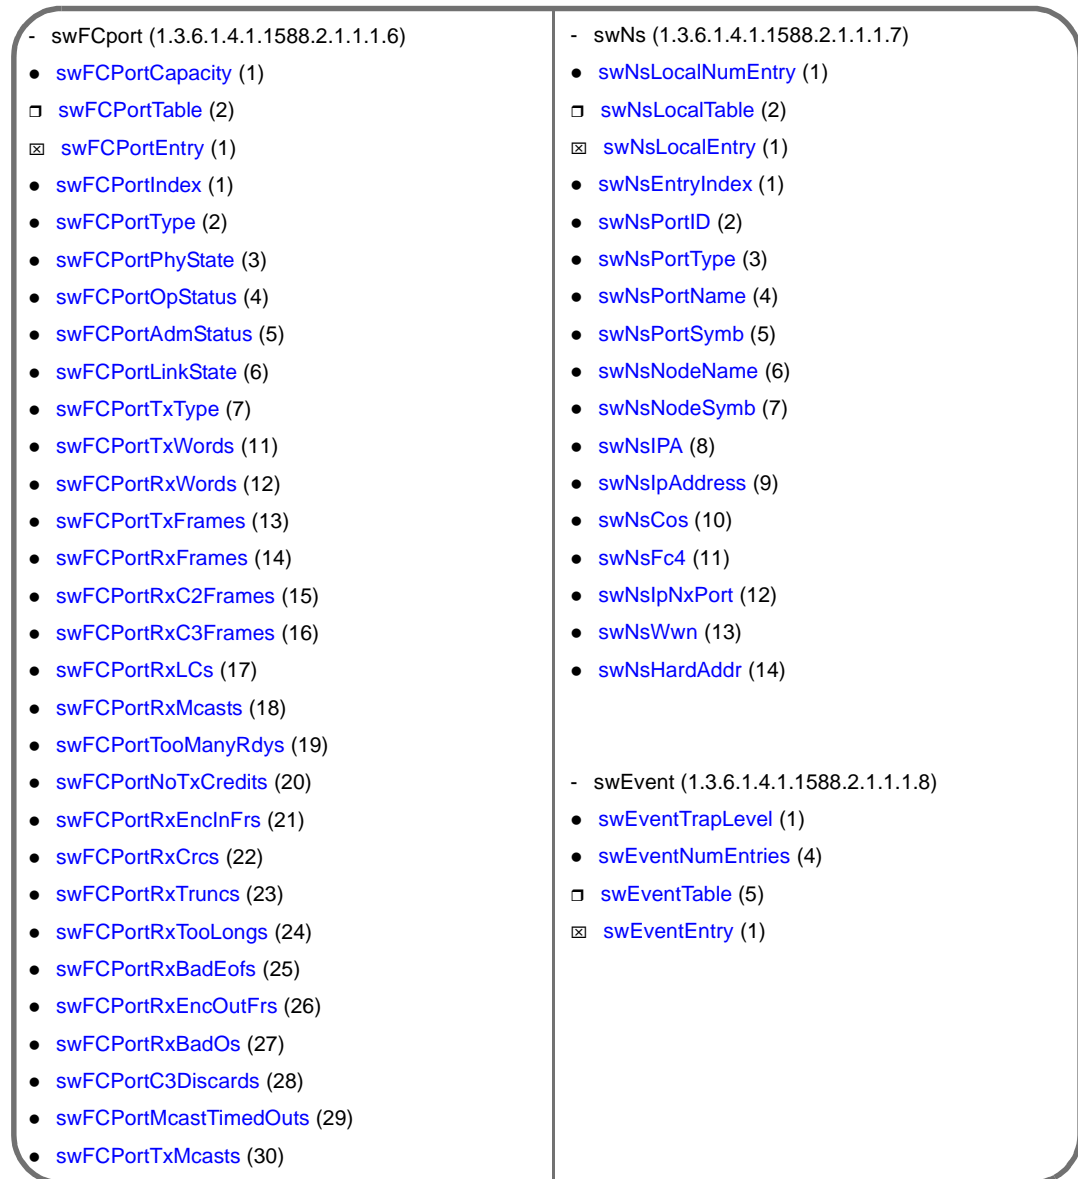 - swFCport (1.3.6.1.4.1.1588.2.1.1.1.6)
● swFCPortCapacity (1)
❒ swFCPortTable (2)
⌧ swFCPortEntry (1)
● swFCPortIndex (1)
● swFCPortType (2)
● swFCPortPhyState (3)
● swFCPortOpStatus (4)
● swFCPortAdmStatus (5)
● swFCPortLinkState (6)
● swFCPortTxType (7)
● swFCPortTxWords (11)
● swFCPortRxWords (12)
● swFCPortTxFrames (13)
● swFCPortRxFrames (14)
● swFCPortRxC2Frames (15)
● swFCPortRxC3Frames (16)
● swFCPortRxLCs (17)
● swFCPortRxMcasts (18)
● swFCPortTooManyRdys (19)
● swFCPortNoTxCredits (20)
● swFCPortRxEncInFrs (21)
● swFCPortRxCrcs (22)
● swFCPortRxTruncs (23)
● swFCPortRxTooLongs (24)
● swFCPortRxBadEofs (25)
● swFCPortRxEncOutFrs (26)
● swFCPortRxBadOs (27)
● swFCPortC3Discards (28)
● swFCPortMcastTimedOuts (29)
● swFCPortTxMcasts (30)
- swNs (1.3.6.1.4.1.1588.2.1.1.1.7)
● swNsLocalNumEntry (1)
❒ swNsLocalTable (2)
⌧ swNsLocalEntry (1)
● swNsEntryIndex (1)
● swNsPortID (2)
● swNsPortType (3)
● swNsPortName (4)
● swNsPortSymb (5)
● swNsNodeName (6)
● swNsNodeSymb (7)
● swNsIPA (8)
● swNsIpAddress (9)
● swNsCos (10)
● swNsFc4 (11)
● swNsIpNxPort (12)
● swNsWwn (13)
● swNsHardAddr (14)
- swEvent (1.3.6.1.4.1.1588.2.1.1.1.8)
● swEventTrapLevel (1)
● swEventNumEntries (4)
❒ swEventTable (5)
⌧ swEventEntry (1)